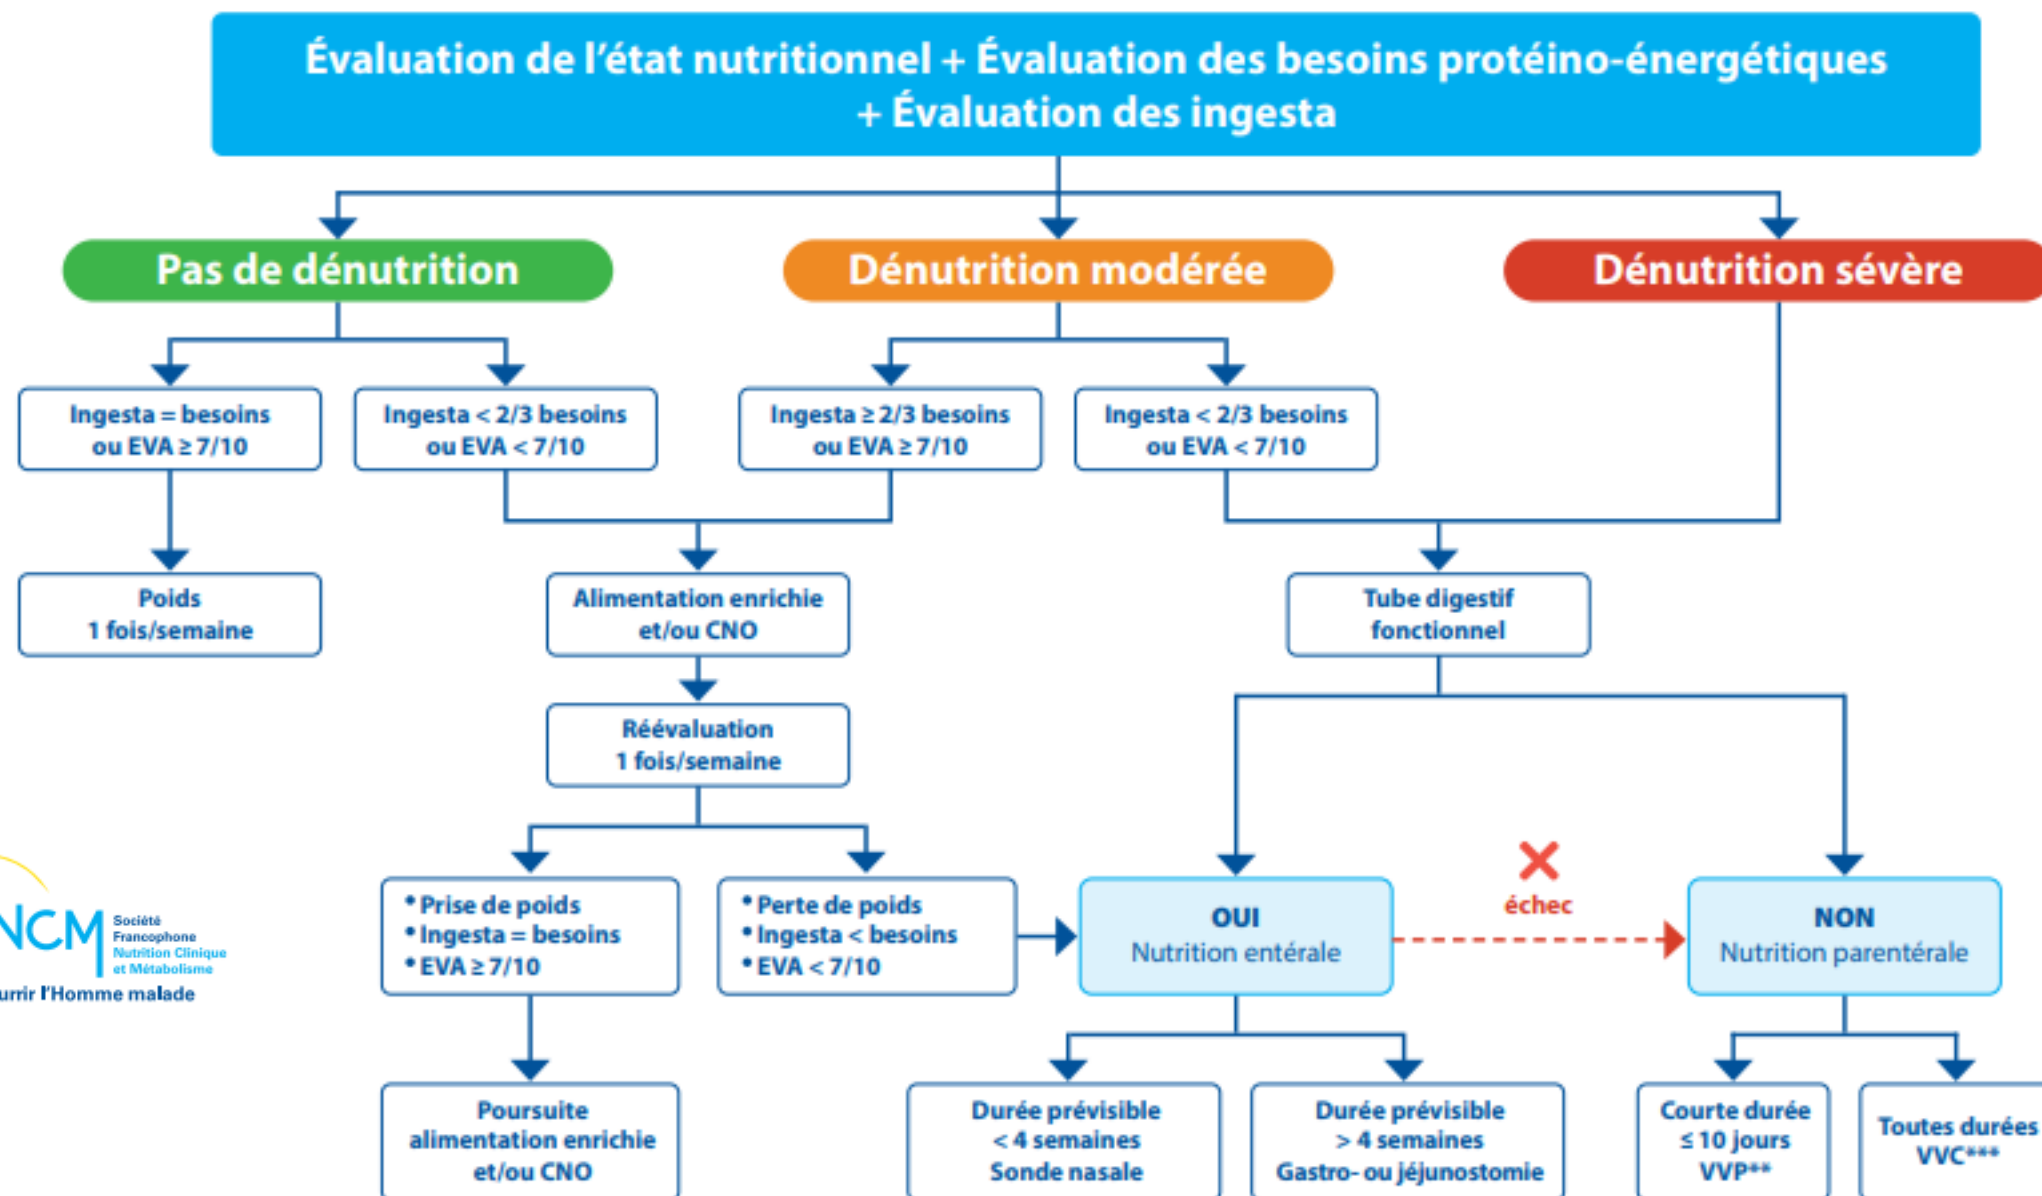 Évaluation de l'état nutritionnel + Évaluation des besoins protéino-énergétiques
+ Évaluation des ingesta
Pas de dénutrition
Dénutrition modérée
Dénutrition sévère
Ingesta = besoins
ou EVA ≥ 7/10
Ingesta < 2/3 besoins
ou EVA < 7/10
Ingesta ≥ 2/3 besoins
ou EVA ≥ 7/10
Ingesta < 2/3 besoins
ou EVA < 7/10
Poids
1 fois/semaine
Alimentation enrichie
et/ou CNO
Tube digestif
fonctionnel
Réévaluation
1 fois/semaine
• Prise de poids
• Ingesta = besoins
• EVA ≥ 7/10
• Perte de poids
• Ingesta < besoins
• EVA < 7/10
OUI
Nutrition entérale
échec
NON
Nutrition parentérale
NCM
Société
Francophone
Nutrition Clinique
et Métabolisme
urrir l'Homme malade
Poursuite
alimentation enrichie
et/ou CNO
Durée prévisible
< 4 semaines
Sonde nasale
Durée prévisible
> 4 semaines
Gastro- ou jéjunostomie
Courte durée
≤ 10 jours
VVP**
Toutes durées
VVC***